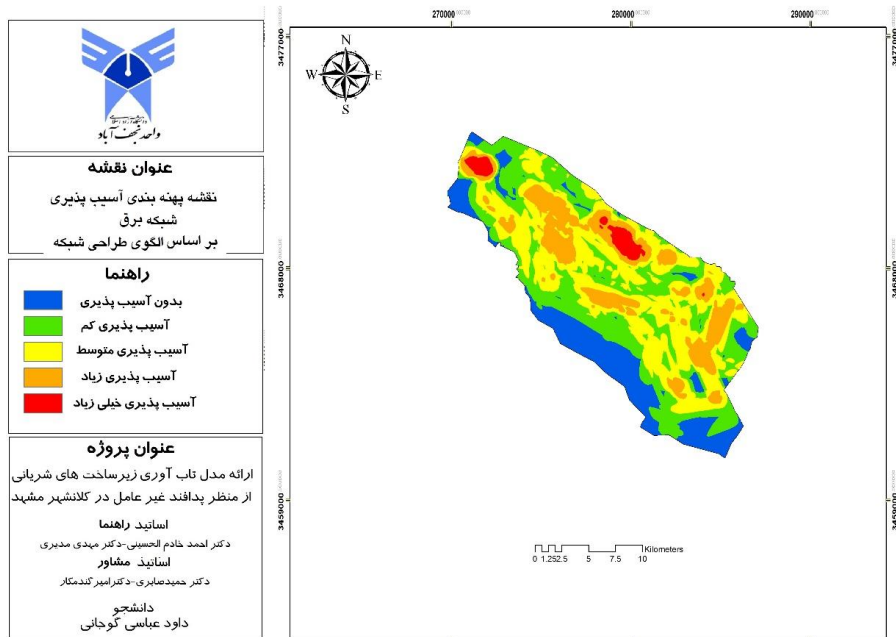 واحد نجف آباد
عنوان نقشه
نقشه پهنه بندی آسیب پذیری
شبکه برق
بر اساس الگوی طراحی شبکه
راهنما
بدون آسیب پذیری
آسیب پذیری کم
آسیب پذیری متوسط
آسیب پذیری زیاد
آسیب پذیری خیلی زیاد
عنوان پروژه
ارائه مدل تاب آوری زیرساخت های شریانی
از منظر پدافند غیر عامل در کلانشهر مشهد
اساتید راهنما
دکتر احمد خادم الحسینی-دکتر مهدی مدیری
اساتیذ مشاور
دکتر حمیدصابری-دکترامیر گندمکار
دانشجو
داود عباسی گوجانی
270000
280000
290000
3477000
3477000
N
W
E
S
3468000
3468000
3459000
3459000
Kilometers
0 1.252.5 5 7.5 10